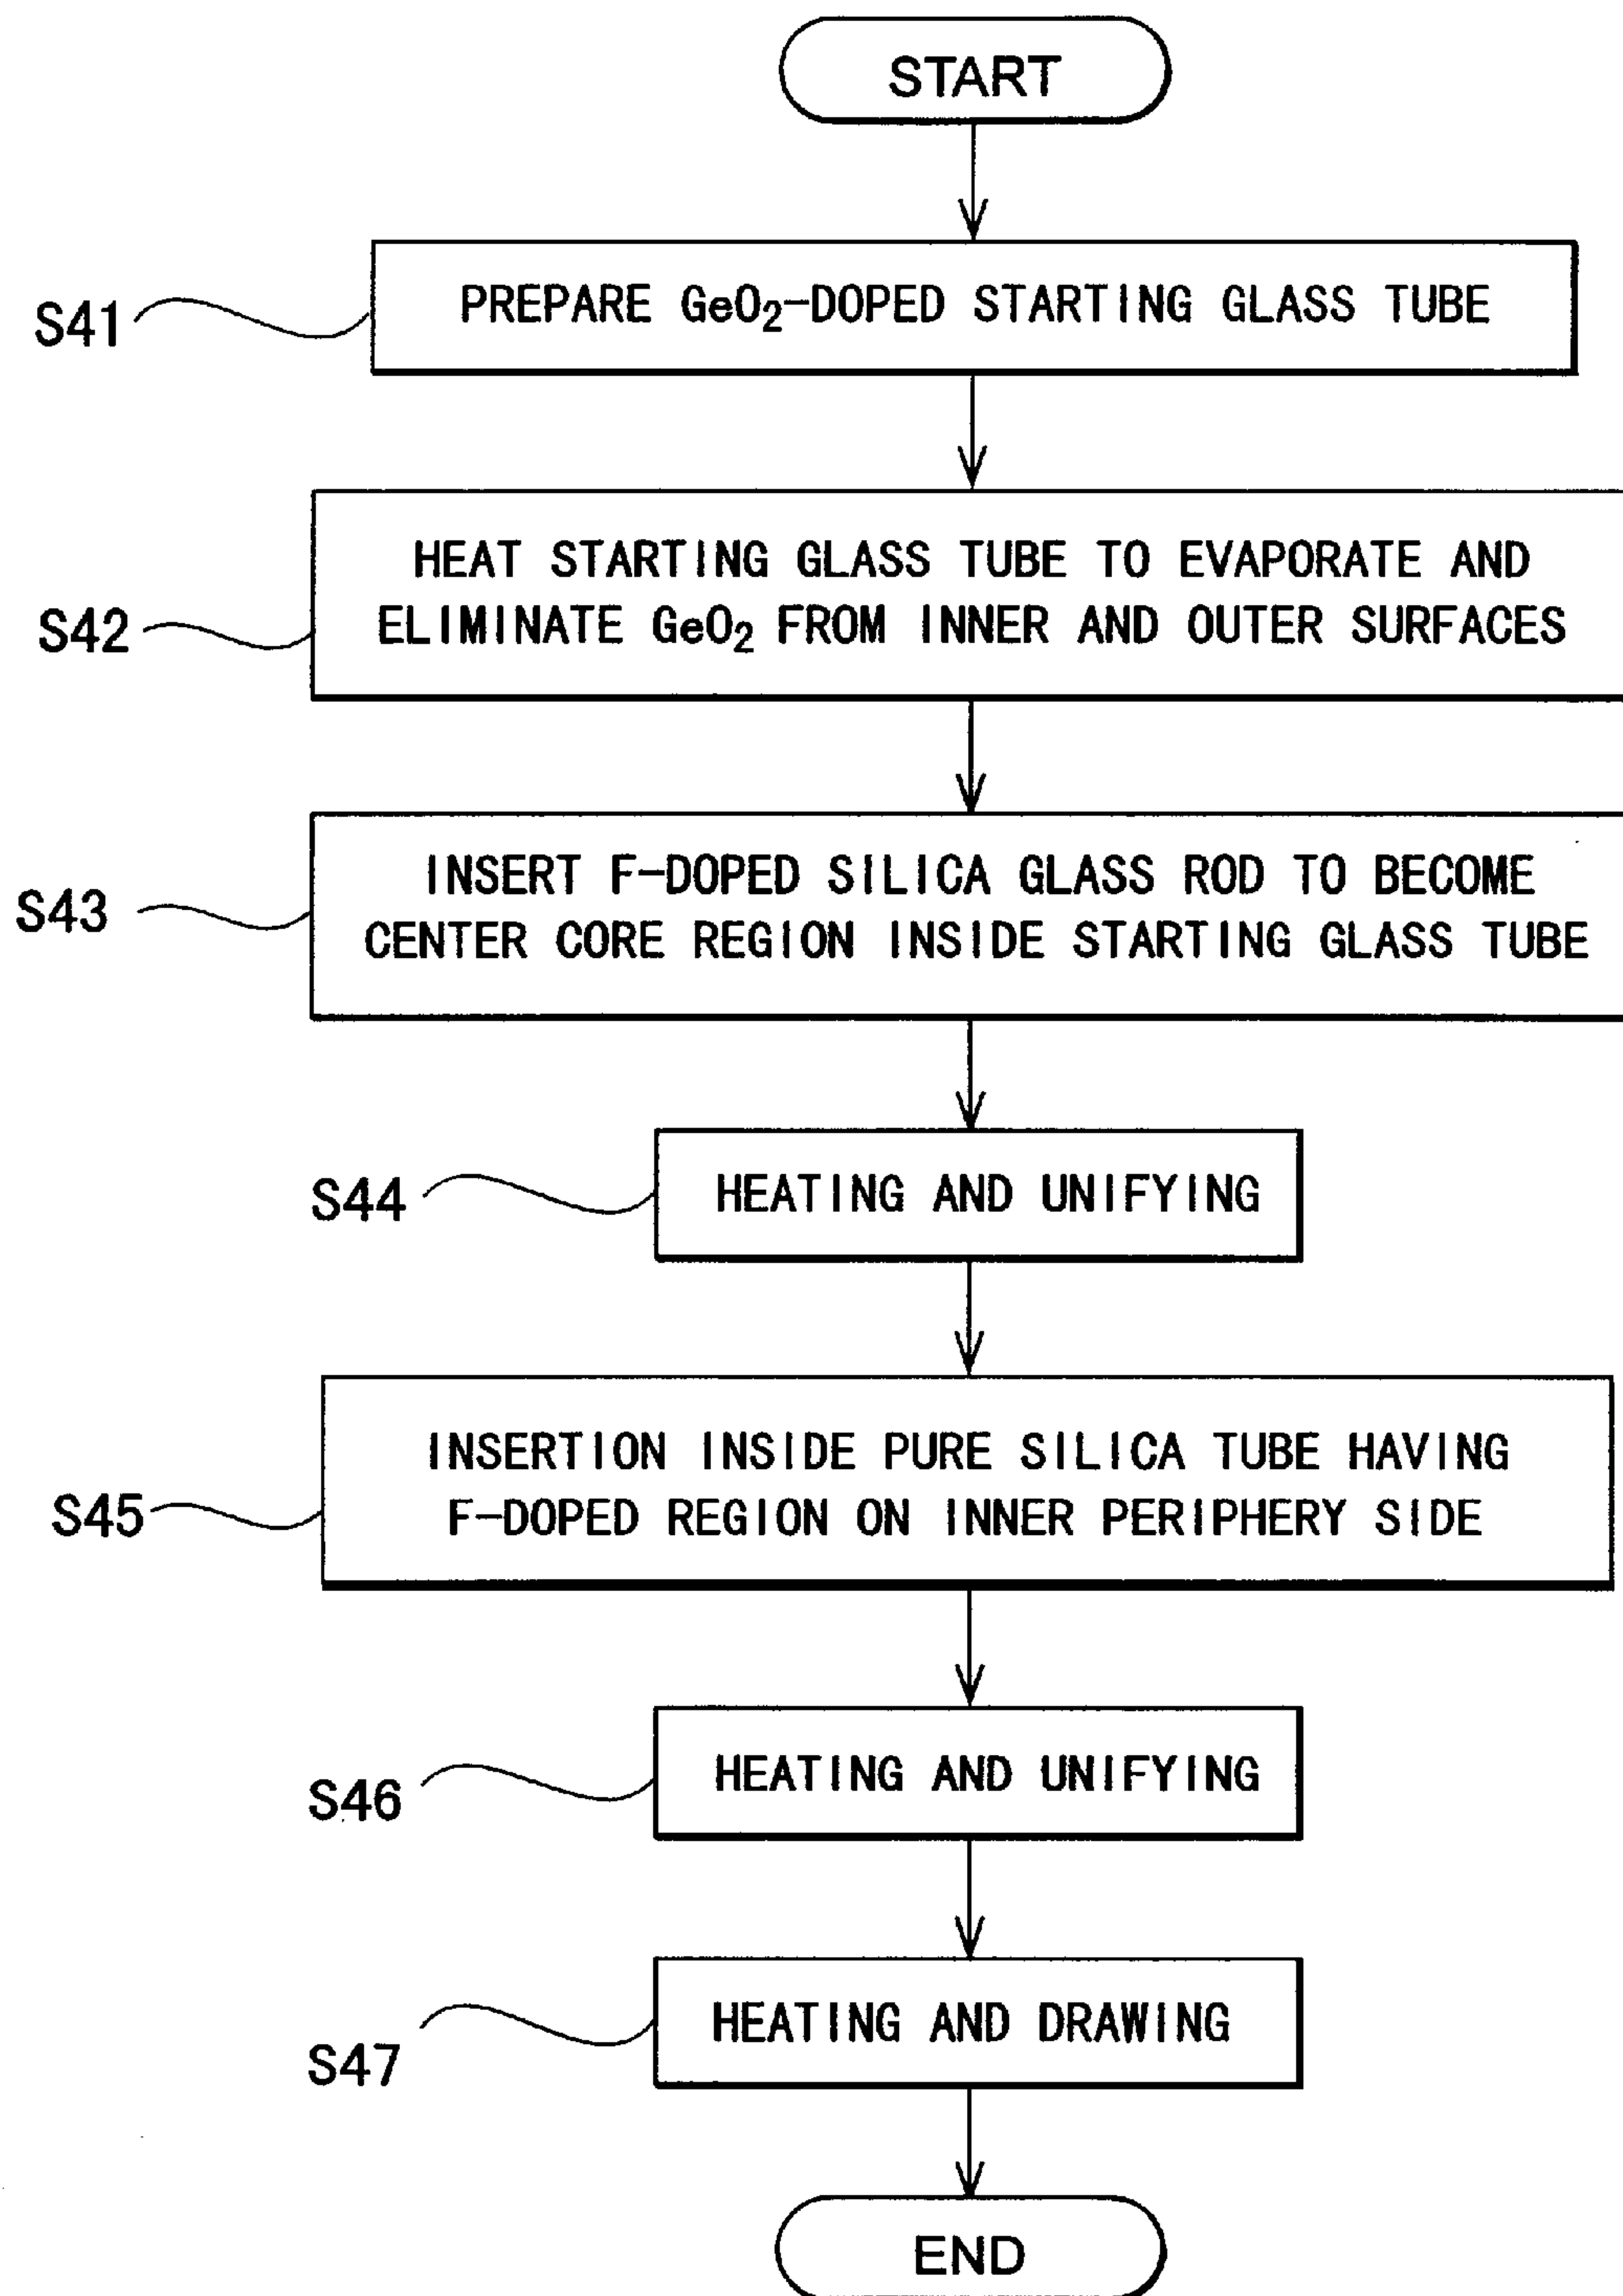 START
S41
PREPARE GeO₂-DOPED STARTING GLASS TUBE
S42
HEAT STARTING GLASS TUBE TO EVAPORATE AND
ELIMINATE GeO₂ FROM INNER AND OUTER SURFACES
S43
INSERT F-DOPED SILICA GLASS ROD TO BECOME
CENTER CORE REGION INSIDE STARTING GLASS TUBE
S44
HEATING AND UNIFYING
S45
INSERTION INSIDE PURE SILICA TUBE HAVING
F-DOPED REGION ON INNER PERIPHERY SIDE
S46
HEATING AND UNIFYING
S47
HEATING AND DRAWING
END